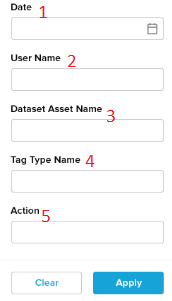 Date 1
User Name 2
Dataset Asset Name 3
Tag Type Name 4
Action 5
Clear Apply